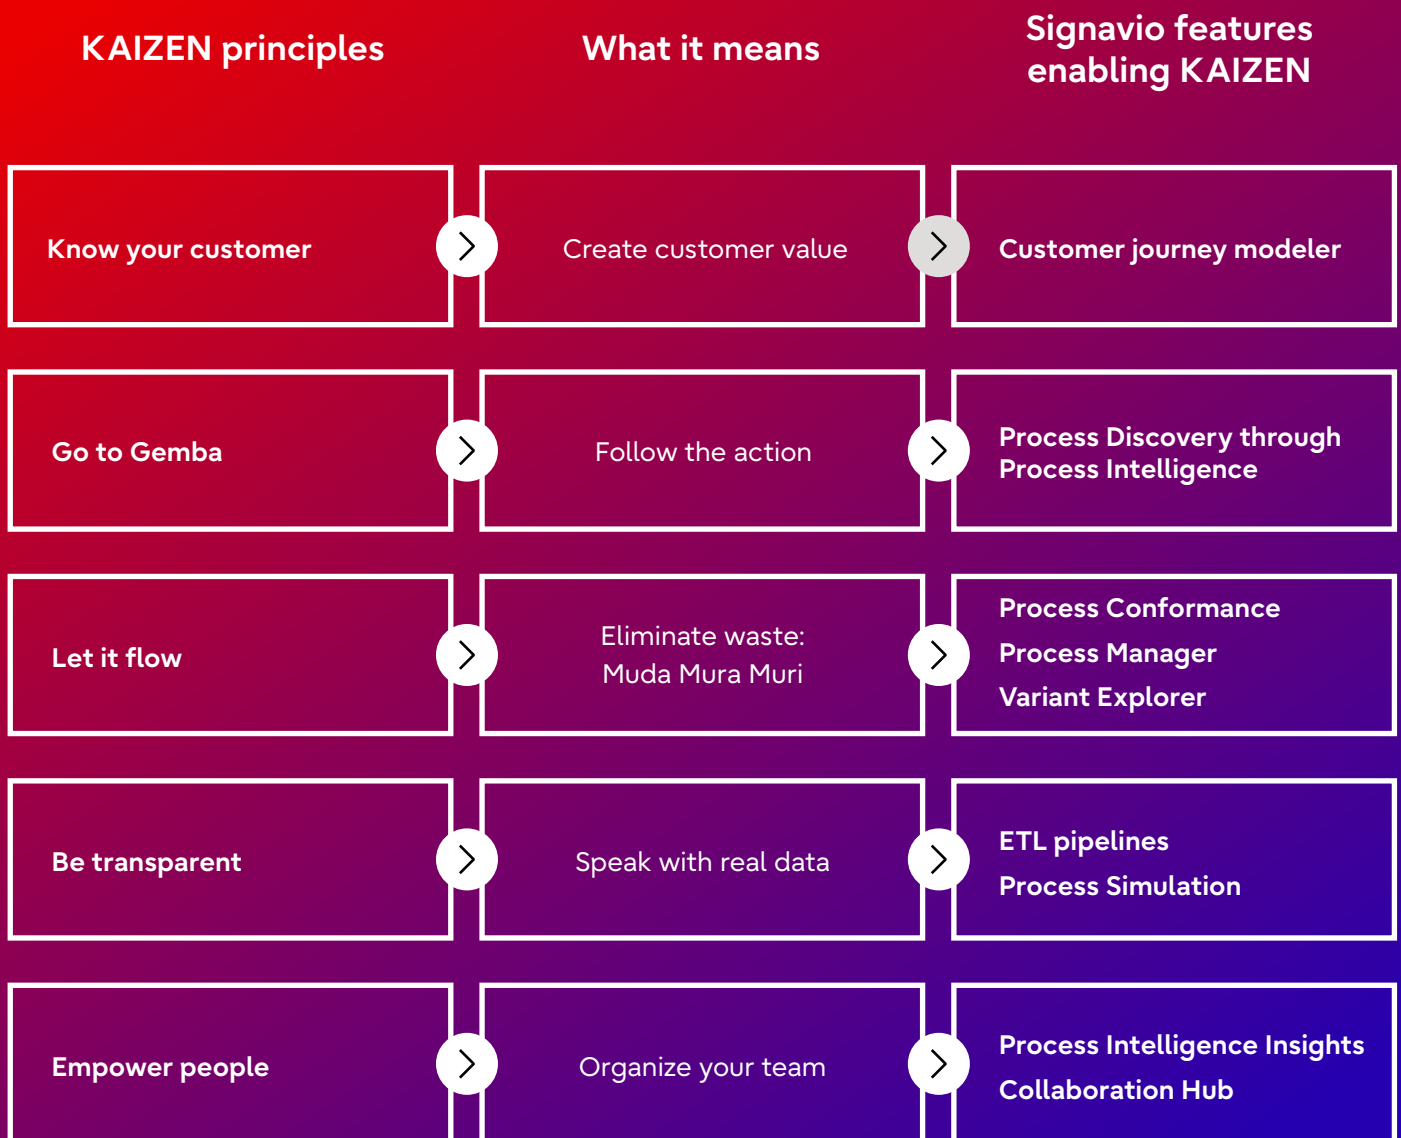 KAIZEN principles
What it means
Signavio features
enabling KAIZEN
Know your customer
Create customer value
Customer journey modeler
Go to Gemba
Follow the action
Process Discovery through
Process Intelligence
Let it flow
Eliminate waste:
Muda Mura Muri
Process Conformance
Process Manager
Variant Explorer
Be transparent
Speak with real data
ETL pipelines
Process Simulation
Empower people
Organize your team
Process Intelligence Insights
Collaboration Hub